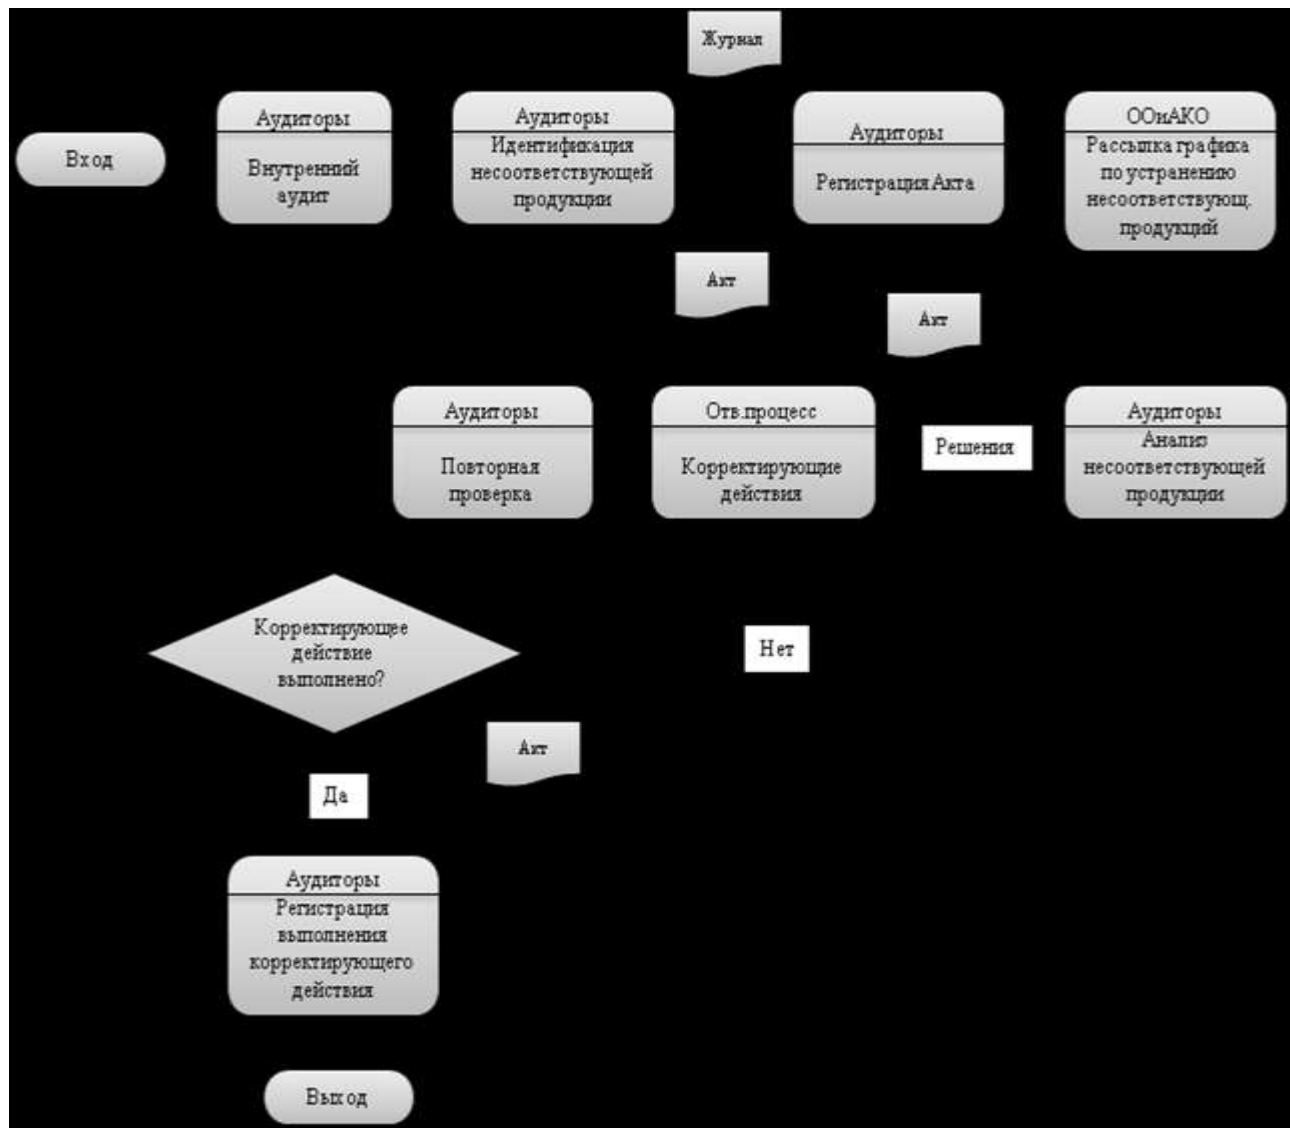 Журнал
Вход
Аудиторы
Внутренний
аудит
Аудиторы
Идентификация
несоответствующей
продукции
Аудиторы
Регистрация Акта
ООиАКО
Рассылка графика
по устранению
несоответствующ.
продукций
Акт
Акт
Аудиторы
Повторная
проверка
Отв.процесс
Корректирующие
действия
Решения
Аудиторы
Анализ
несоответствующей
продукции
Корректирующее
действие
выполнено?
Нет
Акт
Да
Аудиторы
Регистрация
выполнения
корректирующего
действия
Выход